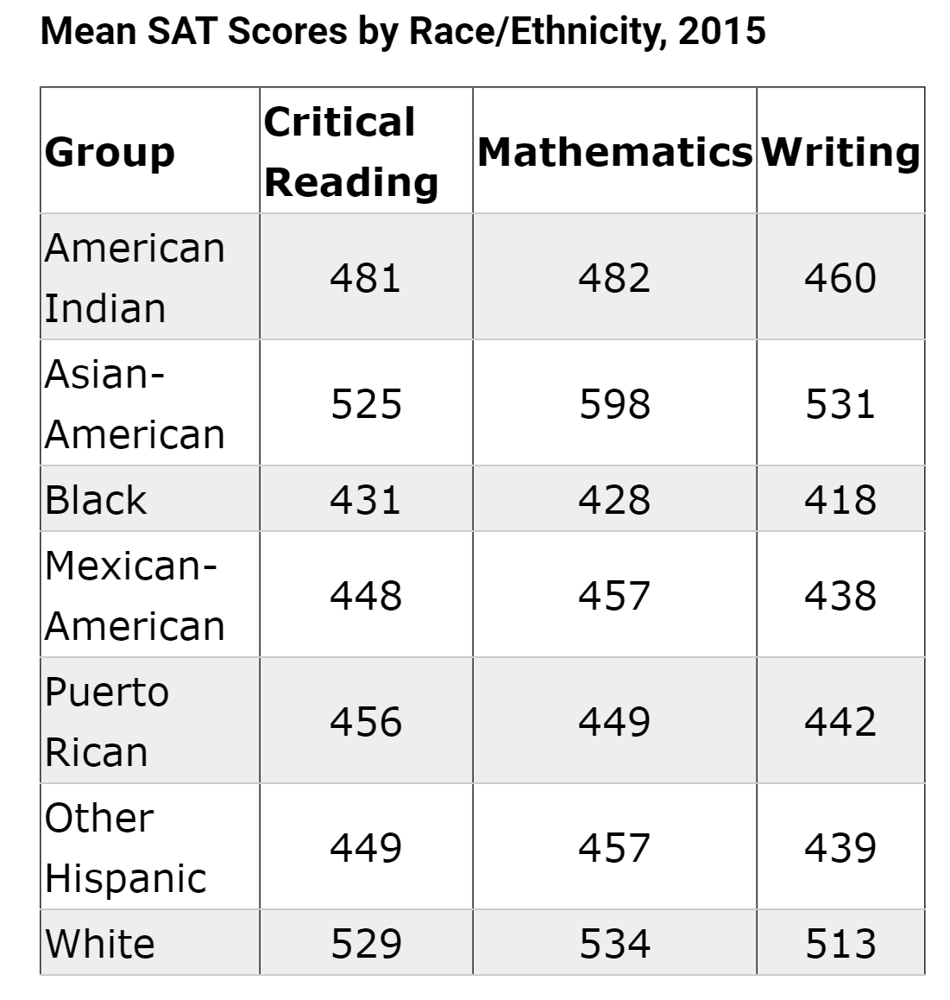 Mean SAT Scores by Race/Ethnicity, 2015
Group Critical Reading Mathematics Writing
American Indian 481 482 460
Asian-American 525 598 531
Black 431 428 418
Mexican-American 448 457 438
Puerto Rican 456 449 442
Other Hispanic 449 457 439
White 529 534 513